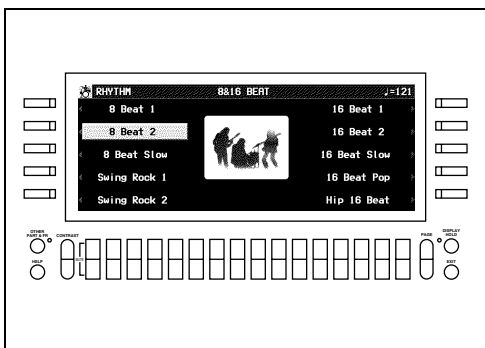 RHYTHM 8&16 BEAT ♩=121
8 Beat 1 16 Beat 1
8 Beat 2 16 Beat 2
8 Beat Slow 16 Beat Slow
Swing Rock 1 16 Beat Pop
Swing Rock 2 Hip 16 Beat
OTHER PART & FR CONTRAST PAGE DISPLAY HOLD
HELP MUTE EXIT